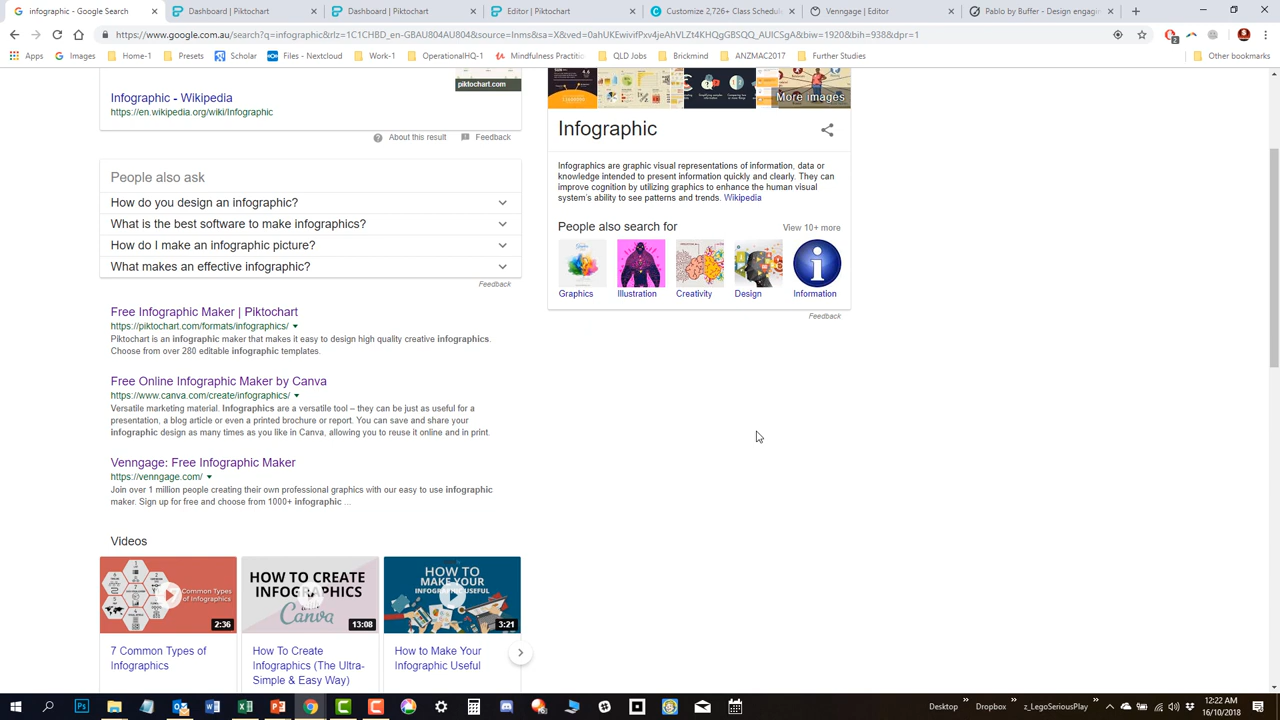 infographic - Google search
Dashboard | Piktochart
Dashboard | Piktochart
Editor | Piktochart
Customize 2,726+ Class Schedule
Venngage | Editor
Pablo by Buffer - Design engaging
https://www.google.com.au/search?q=infographic&rlz=1C1CHBD_en-GBAU804AU804&source=lnms&sa=X&ved=0ahUKEwivifPxv4jeAhVLZt4KHQgGBSQQ_AUICSgA&biw=1920&bih=938&dpr=1
Apps
Images
Home-1
Presets
Scholar
Files - Nextcloud
Work-1
OperationalHQ-1
Mindfulness Practitio
QLD Jobs
Brickmind
ANZMAC2017
Further Studies
Other bookmarks
piktochart.com
Infographic - Wikipedia
https://en.wikipedia.org/wiki/Infographic
About this result
Feedback
People also ask
How do you design an infographic?
What is the best software to make infographics?
How do I make an infographic picture?
What makes an effective infographic?
Feedback
Free Infographic Maker | Piktochart
https://piktochart.com/formats/infographics/
Piktochart is an infographic maker that makes it easy to design high quality creative infographics.
Choose from over 280 editable infographic templates.
Free Online Infographic Maker by Canva
https://www.canva.com/create/infographics/
Versatile marketing material. Infographics are a versatile tool – they can be just as useful for a
presentation, a blog article or even a printed brochure or report. You can save and share your
infographic design as many times as you like in Canva, allowing you to reuse it online and in print.
Venngage: Free Infographic Maker
https://venngage.com/
Join over 1 million people creating their own professional graphics with our easy to use infographic
maker. Sign up for free and choose from 1000+ infographic ...
Videos
Common Types
of Infographics
2:36
HOW TO CREATE
INFOGRAPHICS
Canva
13:08
HOW TO
MAKE YOUR
INFOGRAPHIC USEFUL
3:21
7 Common Types of
Infographics
How To Create
Infographics (The Ultra-
Simple & Easy Way)
How to Make Your
Infographic Useful
More images
Infographic
Infographics are graphic visual representations of information, data or
knowledge intended to present information quickly and clearly. They can
improve cognition by utilizing graphics to enhance the human visual
system's ability to see patterns and trends. Wikipedia
People also search for
View 10+ more
Graphics
Illustration
Creativity
Design
Information
Feedback
Desktop
Dropbox
z_LegoSeriousPlay
12:22 AM
16/10/2018